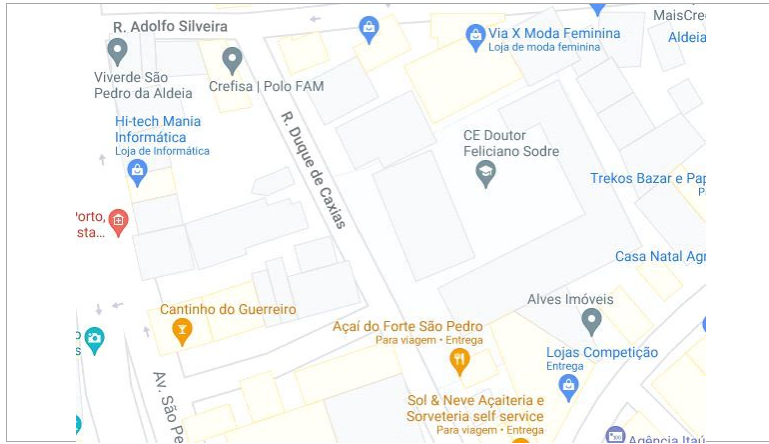 R. Adolfo Silveira
MaisCre
Via X Moda Feminina
Loja de moda feminina
Aldeia
Viverde São
Pedro da Aldeia
Crefisa | Polo FAM
Hi-tech Mania
Informática
Loja de Informática
R. Duque de Caxias
CE Doutor
Feliciano Sodre
Trekos Bazar e Pap
P
orto,
sta...
Casa Natal Agr
Cantinho do Guerreiro
Alves Imóveis
Açaí do Forte São Pedro
Para viagem • Entrega
o
s
Lojas Competição
Entrega
Av. São Pe
Sol & Neve Açaiteria e
Sorveteria self service
Para viagem • Entrega
Agência Itaú